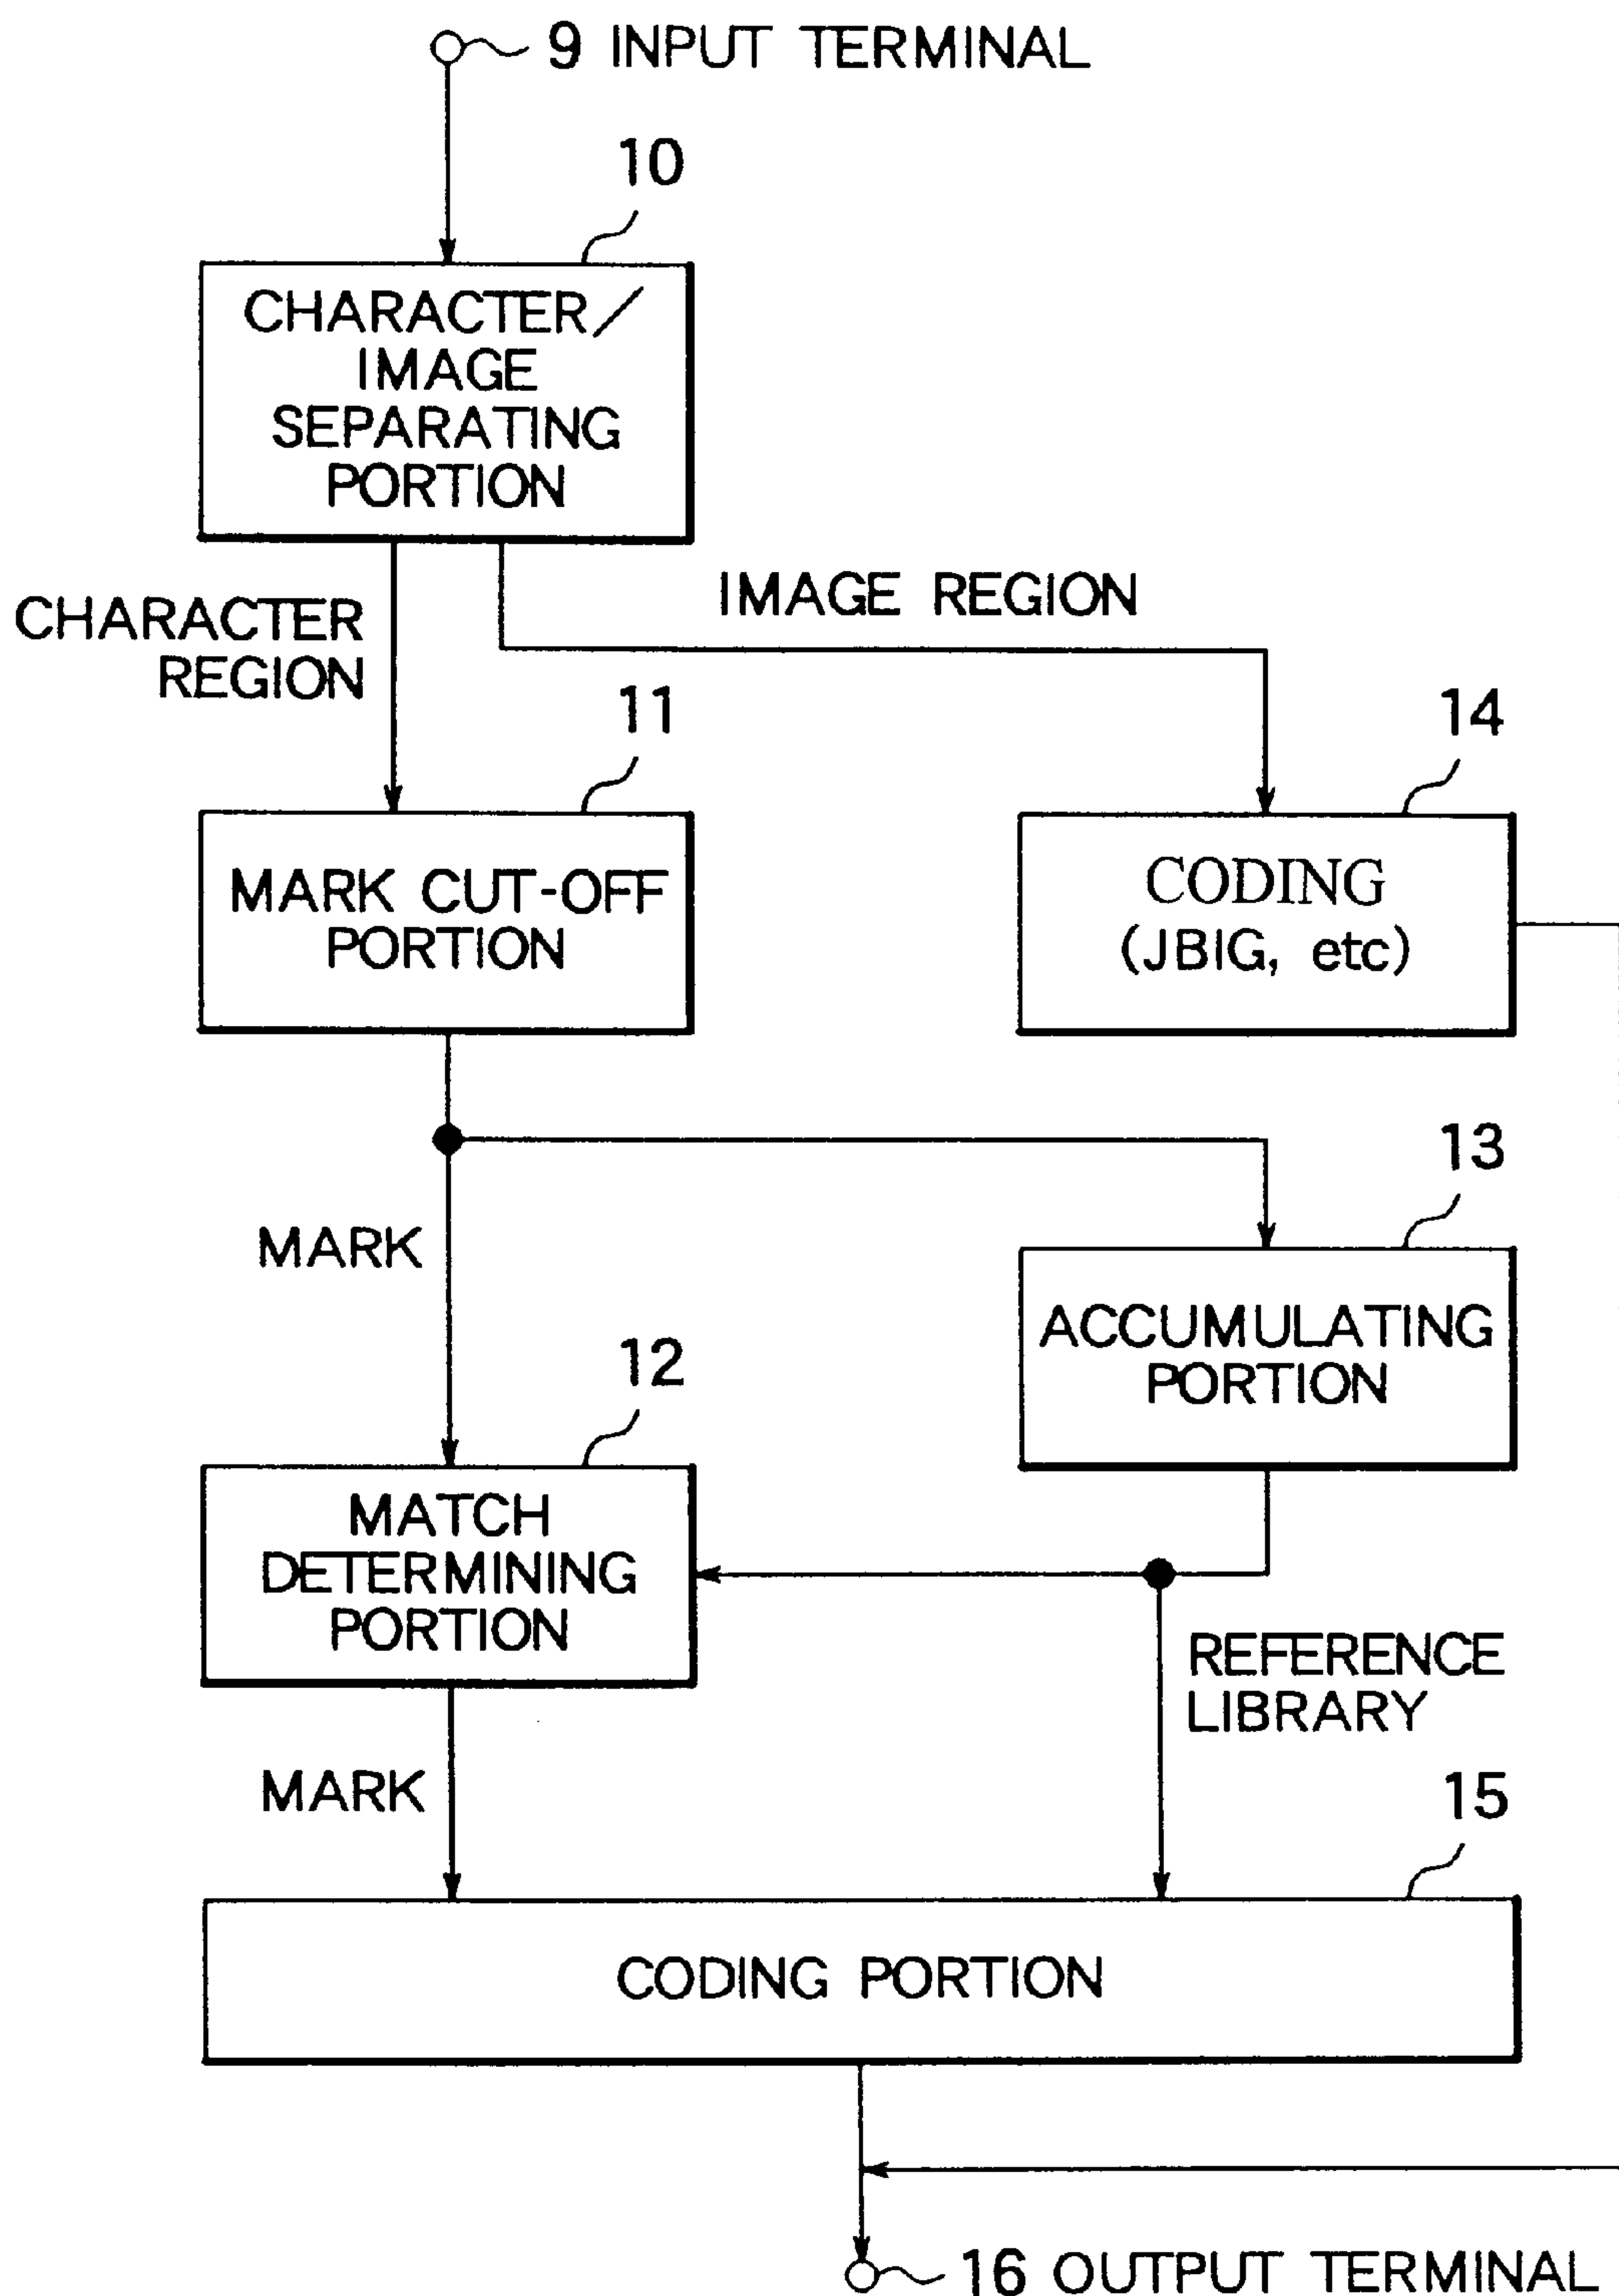 9 INPUT TERMINAL
10
CHARACTER/
IMAGE
SEPARATING
PORTION
CHARACTER
REGION
IMAGE REGION
11
MARK CUT-OFF
PORTION
14
CODING
(JBIG, etc)
MARK
13
ACCUMULATING
PORTION
12
MATCH
DETERMINING
PORTION
REFERENCE
LIBRARY
MARK
15
CODING PORTION
16 OUTPUT TERMINAL